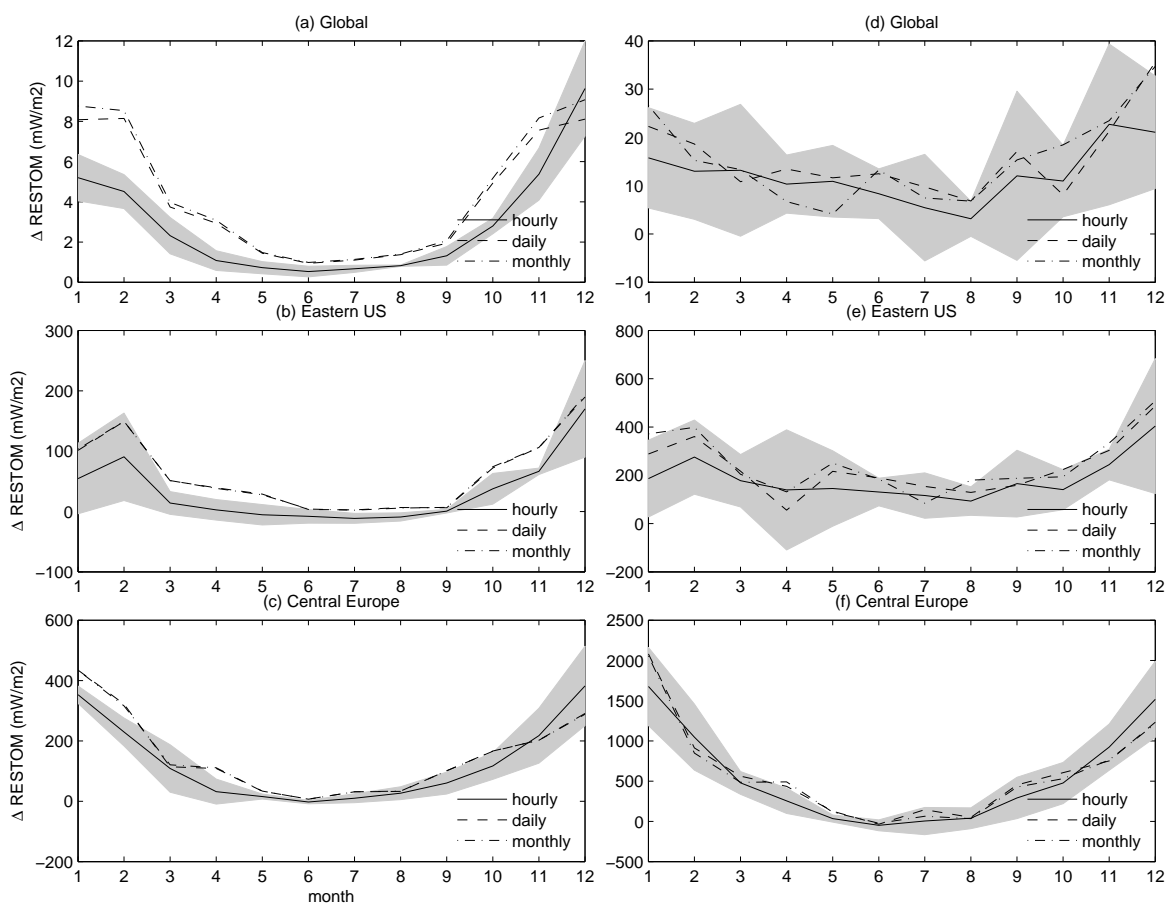 (a) Global
Δ RESTOM (mW/m2)
12
10
8
6
4
2
0
hourly
daily
monthly
1 2 3 4 5 6 7 8 9 10 11 12
(d) Global
40
30
20
10
0
−10
hourly
daily
monthly
1 2 3 4 5 6 7 8 9 10 11 12
(b) Eastern US
Δ RESTOM (mW/m2)
300
200
100
0
−100
hourly
daily
monthly
1 2 3 4 5 6 7 8 9 10 11 12
(e) Eastern US
800
600
400
200
0
−200
hourly
daily
monthly
1 2 3 4 5 6 7 8 9 10 11 12
(c) Central Europe
Δ RESTOM (mW/m2)
600
400
200
0
−200
hourly
daily
monthly
1 2 3 4 5 6 7 8 9 10 11 12
month
(f) Central Europe
2500
2000
1500
1000
500
0
−500
hourly
daily
monthly
1 2 3 4 5 6 7 8 9 10 11 12